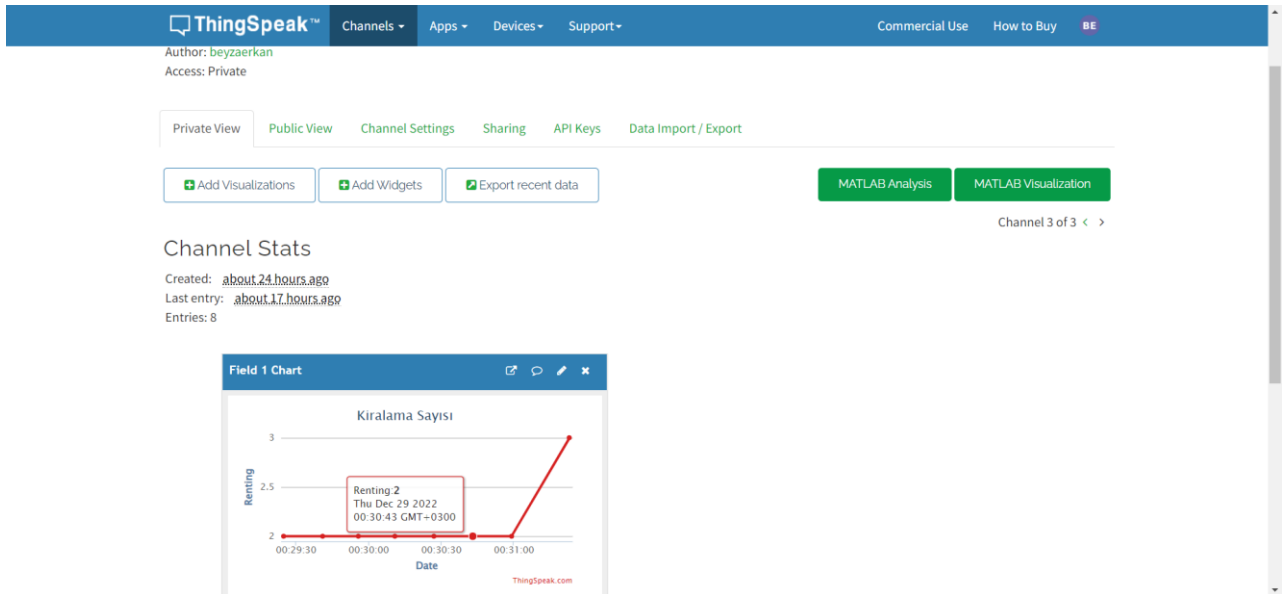 ThingSpeak™ Channels Apps Devices Support Commercial Use How to Buy BE
Author: beyzaerkan
Access: Private
Private View Public View Channel Settings Sharing API Keys Data Import / Export
Add Visualizations Add Widgets Export recent data MATLAB Analysis MATLAB Visualization
Channel 3 of 3 < >
Channel Stats
Created: about 24 hours ago
Last entry: about 17 hours ago
Entries: 8
Field 1 Chart
Kiralama Sayısı
3
2.5
2
Renting
Renting:2
Thu Dec 29 2022
00:30:43 GMT+0300
00:29:30 00:30:00 00:30:30 00:31:00
Date
ThingSpeak.com